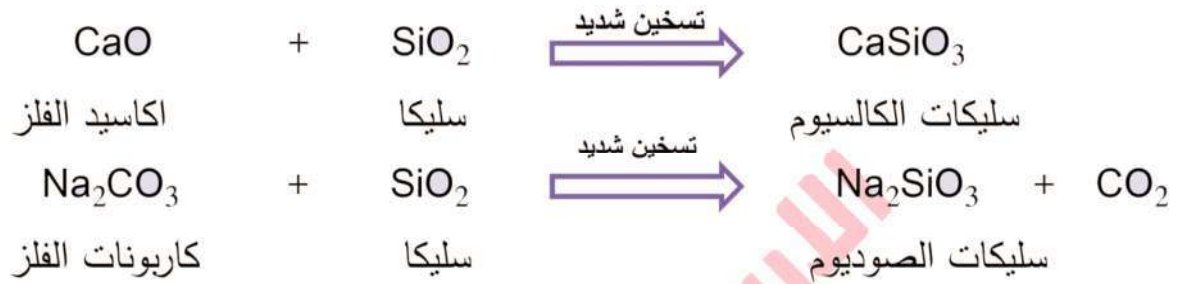 تسخين شديد
CaO + SiO₂ CaSiO₃
اكاسيد الفلز سليكا سليكات الكالسيوم
تسخين شديد
Na₂CO₃ + SiO₂ Na₂SiO₃ + CO₂
كاربونات الفلز سليكا سليكات الصوديوم